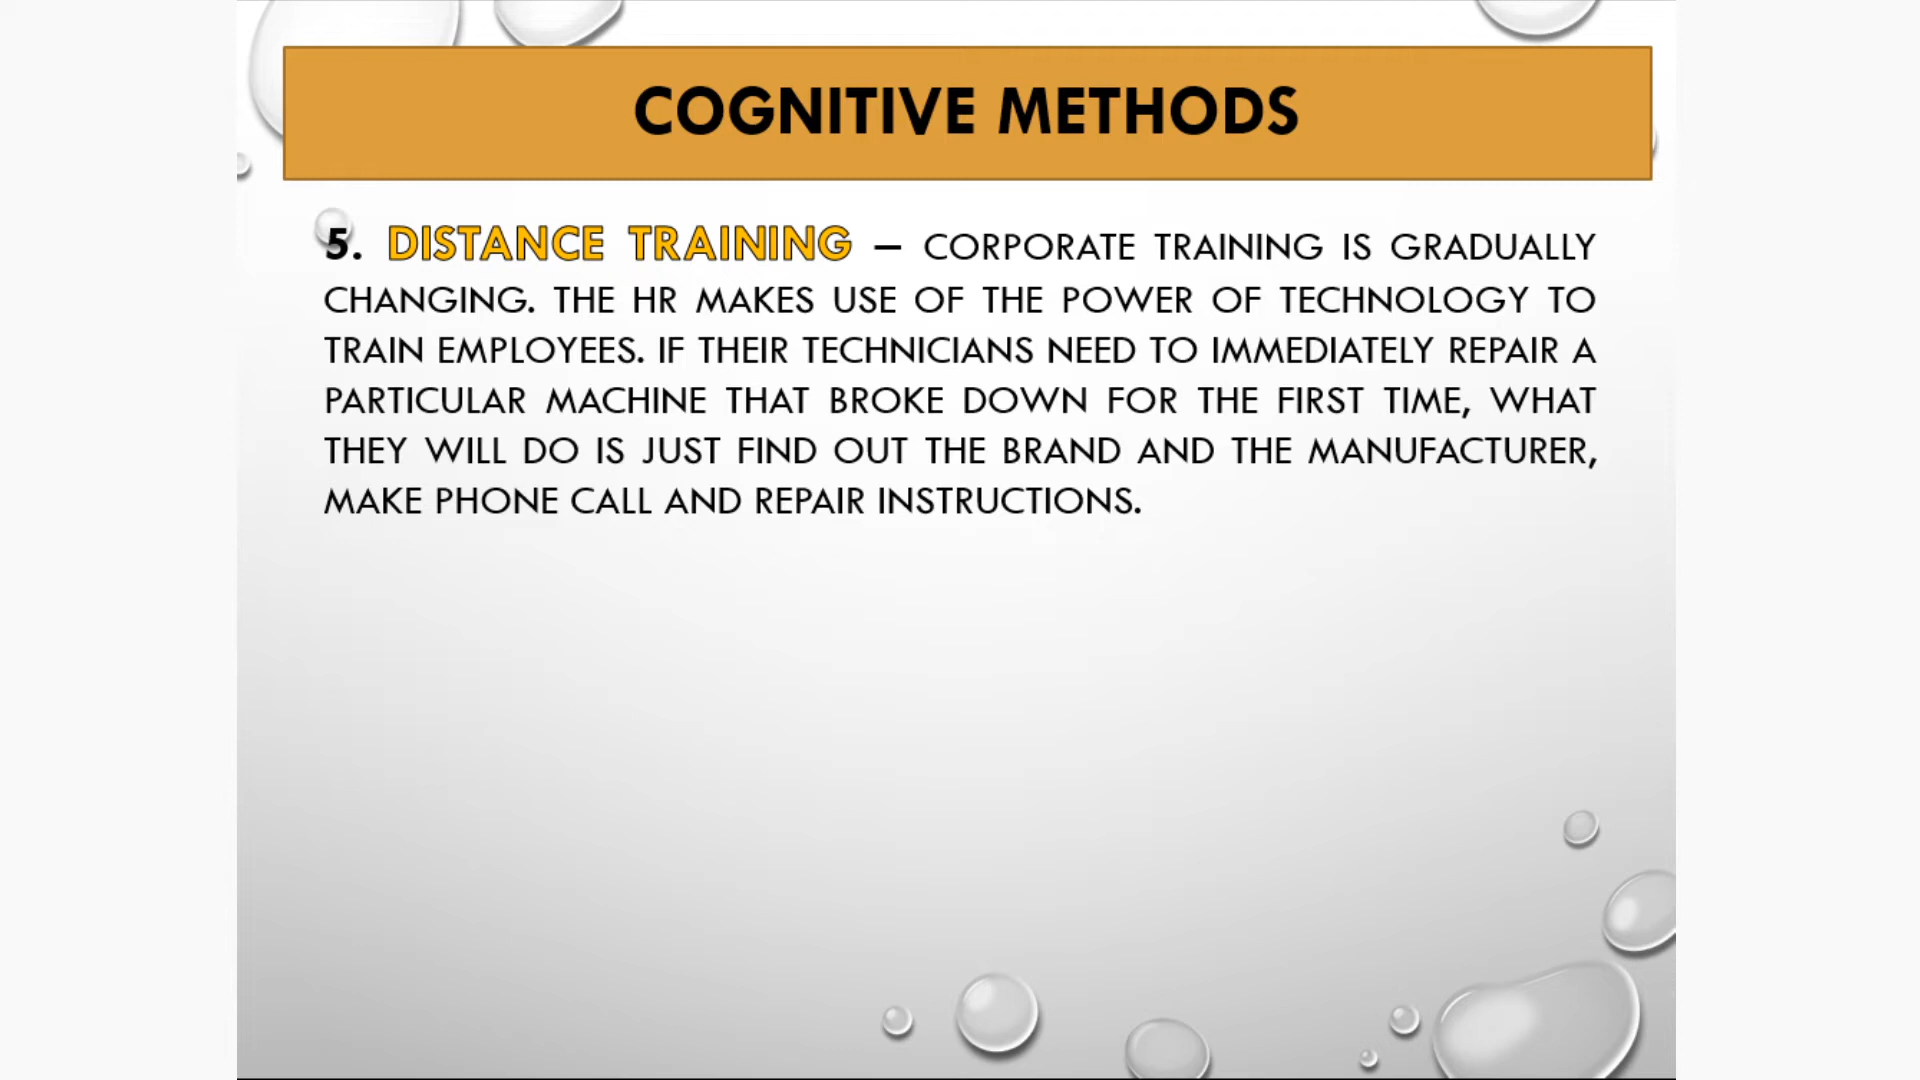 COGNITIVE METHODS
5. DISTANCE TRAINING – CORPORATE TRAINING IS GRADUALLY
CHANGING. THE HR MAKES USE OF THE POWER OF TECHNOLOGY TO
TRAIN EMPLOYEES. IF THEIR TECHNICIANS NEED TO IMMEDIATELY REPAIR A
PARTICULAR MACHINE THAT BROKE DOWN FOR THE FIRST TIME, WHAT
THEY WILL DO IS JUST FIND OUT THE BRAND AND THE MANUFACTURER,
MAKE PHONE CALL AND REPAIR INSTRUCTIONS.